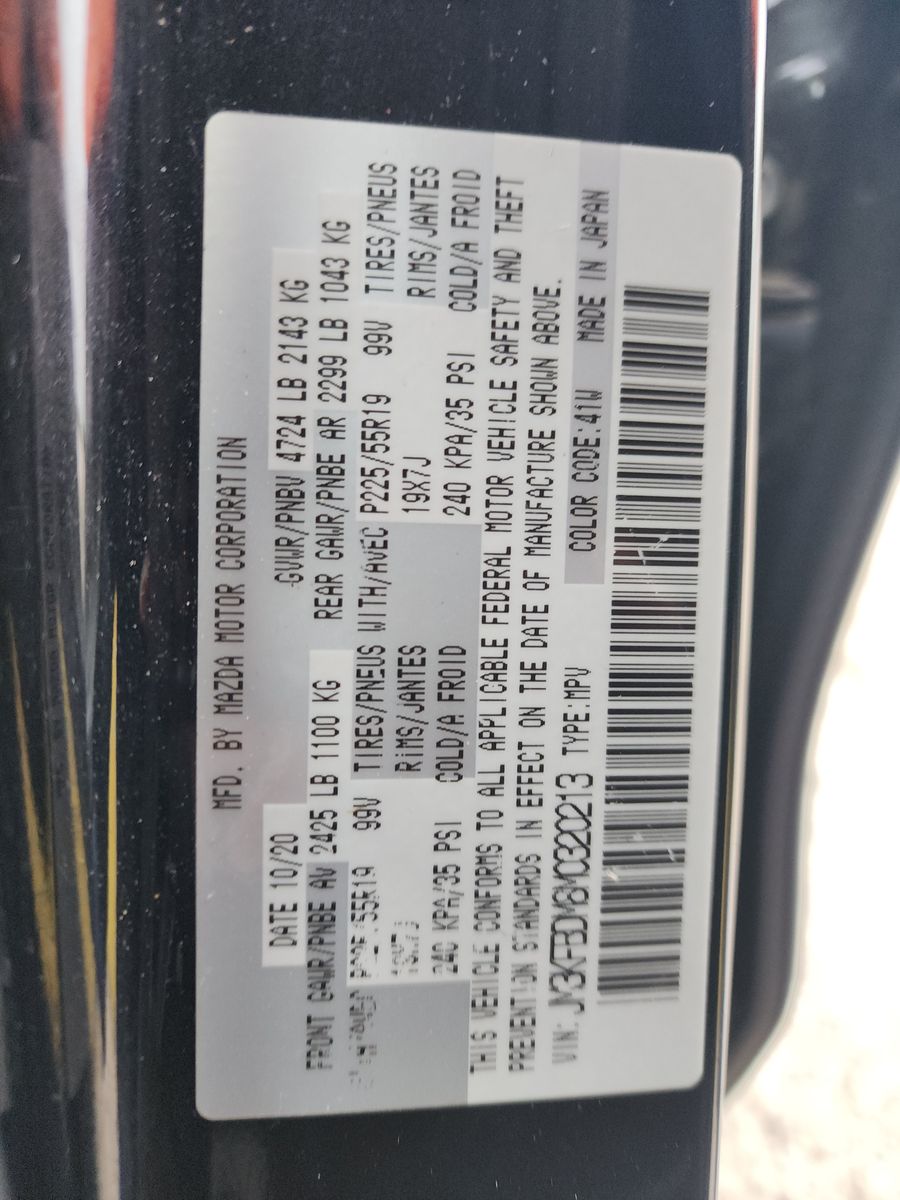 MFD. BY MAZDA MOTOR CORPORATION
DATE 10/20 GVWR/PNBV 4724 LB 2143 KG
FRONT GAWR/PNBE AV 2425 LB 1100 KG REAR GAWR/PNBE AR 2299 LB 1043 KG
99V TIRES/PNEUS WITH/AVEC P225/55R19 99V TIRES/PNEUS
RIMS/JANTES 19X7J RIMS/JANTES
240 KPA/35 PSI COLD/A FROID 240 KPA/35 PSI COLD/A FROID
THIS VEHICLE CONFORMS TO ALL APPLICABLE FEDERAL MOTOR VEHICLE SAFETY AND THEFT
PREVENTION STANDARDS IN EFFECT ON THE DATE OF MANUFACTURE SHOWN ABOVE.
VIN: JM3KFBDM8M0320213 TYPE:MPV COLOR CODE:41W MADE IN JAPAN